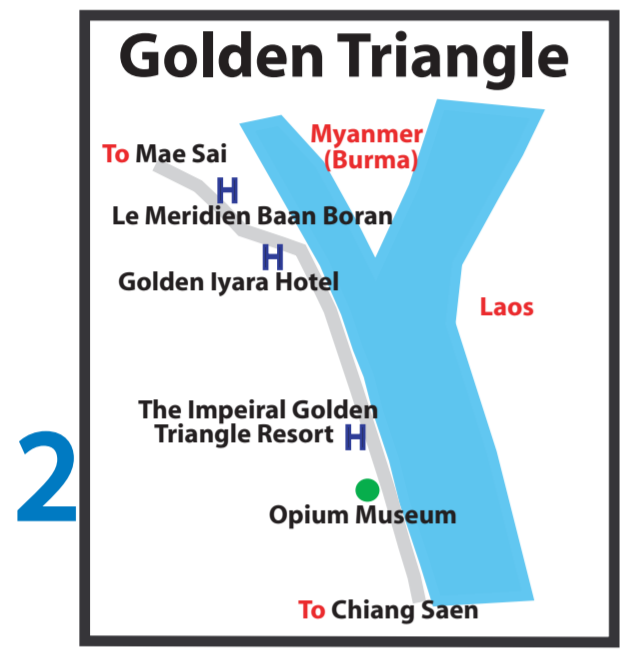 Golden Triangle
Myanmer
(Burma)
To Mae Sai
H
Le Meridien Baan Boran
H
Golden Iyara Hotel
Laos
The Impeiral Golden
Triangle Resort H
2
Opium Museum
To Chiang Saen